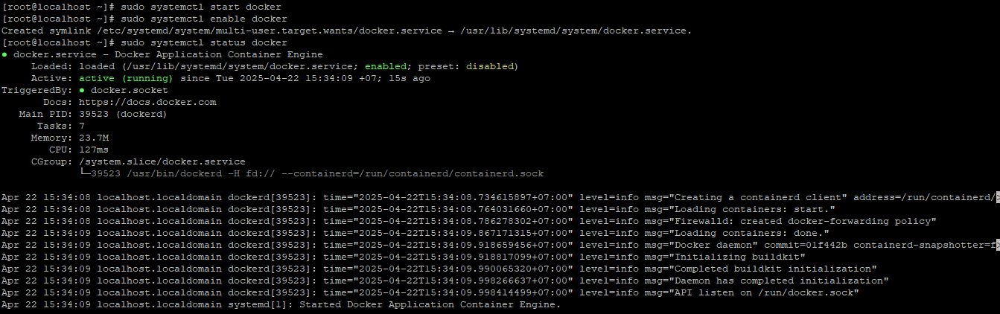 [root@localhost ~]# sudo systemctl start docker
[root@localhost ~]# sudo systemctl enable docker
Created symlink /etc/systemd/system/multi-user.target.wants/docker.service → /usr/lib/systemd/system/docker.service.
[root@localhost ~]# sudo systemctl status docker
● docker.service - Docker Application Container Engine
     Loaded: loaded (/usr/lib/systemd/system/docker.service; enabled; preset: disabled)
     Active: active (running) since Tue 2025-04-22 15:34:09 +07; 15s ago
TriggeredBy: ● docker.socket
       Docs: https://docs.docker.com
   Main PID: 39523 (dockerd)
      Tasks: 7
     Memory: 23.7M
        CPU: 127ms
     CGroup: /system.slice/docker.service
             └─39523 /usr/bin/dockerd -H fd:// --containerd=/run/containerd/containerd.sock
Apr 22 15:34:08 localhost.localdomain dockerd[39523]: time="2025-04-22T15:34:08.734615897+07:00" level=info msg="Creating a containerd client" address=/run/containerd/>
Apr 22 15:34:08 localhost.localdomain dockerd[39523]: time="2025-04-22T15:34:08.764031660+07:00" level=info msg="Loading containers: start."
Apr 22 15:34:08 localhost.localdomain dockerd[39523]: time="2025-04-22T15:34:08.786278302+07:00" level=info msg="Firewalld: created docker-forwarding policy"
Apr 22 15:34:09 localhost.localdomain dockerd[39523]: time="2025-04-22T15:34:09.867171315+07:00" level=info msg="Loading containers: done."
Apr 22 15:34:09 localhost.localdomain dockerd[39523]: time="2025-04-22T15:34:09.918659456+07:00" level=info msg="Docker daemon" commit=01f442b containerd-snapshotter=f>
Apr 22 15:34:09 localhost.localdomain dockerd[39523]: time="2025-04-22T15:34:09.918817099+07:00" level=info msg="Initializing buildkit"
Apr 22 15:34:09 localhost.localdomain dockerd[39523]: time="2025-04-22T15:34:09.990065320+07:00" level=info msg="Completed buildkit initialization"
Apr 22 15:34:09 localhost.localdomain dockerd[39523]: time="2025-04-22T15:34:09.998266637+07:00" level=info msg="Daemon has completed initialization"
Apr 22 15:34:09 localhost.localdomain dockerd[39523]: time="2025-04-22T15:34:09.998414499+07:00" level=info msg="API listen on /run/docker.sock"
Apr 22 15:34:09 localhost.localdomain systemd[1]: Started Docker Application Container Engine.